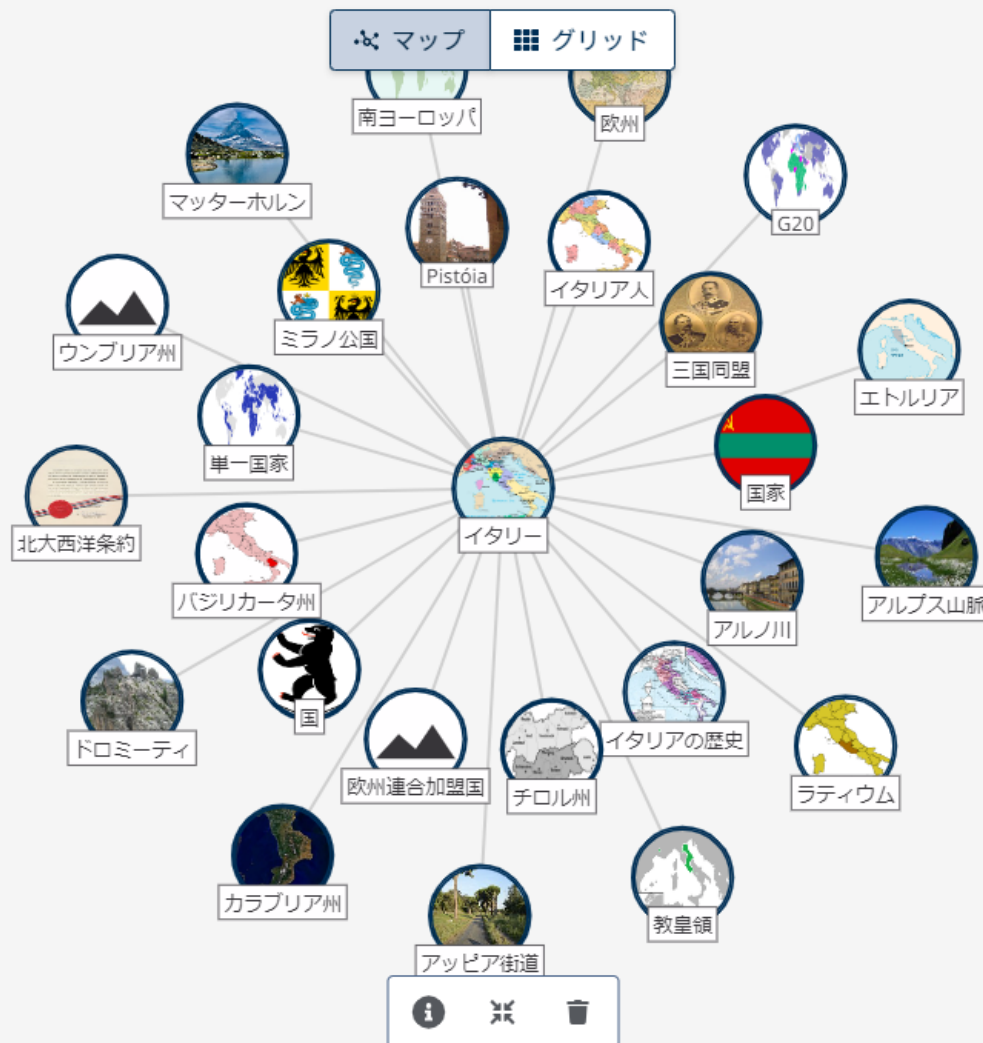 マップ
グリッド
南ヨーロッパ
欧州
マッターホルン
G20
Pistóia
イタリア人
ミラノ公国
ウンブリア州
三国同盟
エトルリア
単一国家
国家
イタリー
北大西洋条約
バジリカータ州
アルプス山脈
アルノ川
国
イタリアの歴史
ドロミーティ
欧州連合加盟国
チロル州
ラティウム
カラブリア州
教皇領
アッピア街道